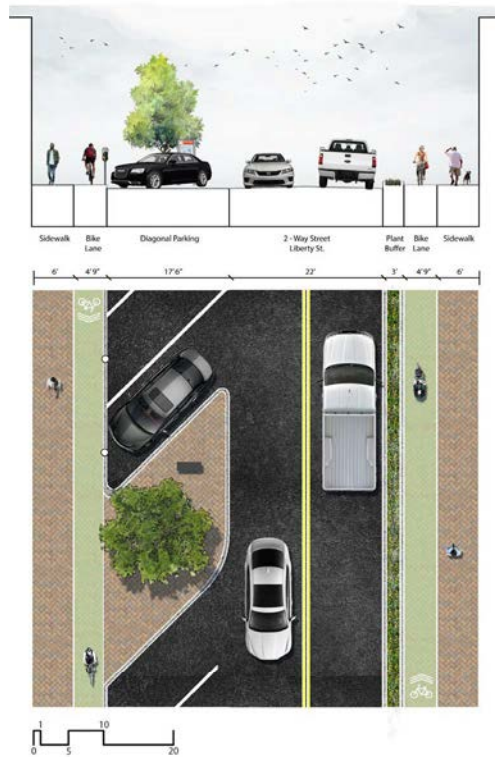 Sidewalk
Bike
Lane
Diagonal Parking
2 - Way Street
Liberty St.
Plant
Buffer
Bike
Lane
Sidewalk
6' 4'9" 17'6" 22' 3' 4'9" 6'
1 10
0 5 20